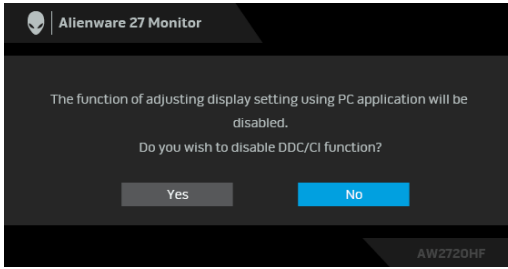 Alienware 27 Monitor
The function of adjusting display setting using PC application will be
disabled.
Do you wish to disable DDC/CI function?
Yes No
AW2720HF